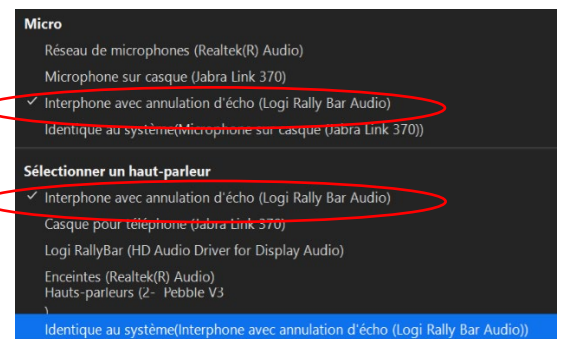 Micro
Réseau de microphones (Realtek(R) Audio)
Microphone sur casque (Jabra Link 370)
✓ Interphone avec annulation d'écho (Logi Rally Bar Audio)
Identique au système(Microphone sur casque (Jabra Link 370))
Sélectionner un haut-parleur
✓ Interphone avec annulation d'écho (Logi Rally Bar Audio)
Casque pour téléphone (Jabra Link 370)
Logi RallyBar (HD Audio Driver for Display Audio)
Enceintes (Realtek(R) Audio)
Hauts-parleurs (2- Pebble V3
)
Identique au système(Interphone avec annulation d'écho (Logi Rally Bar Audio))